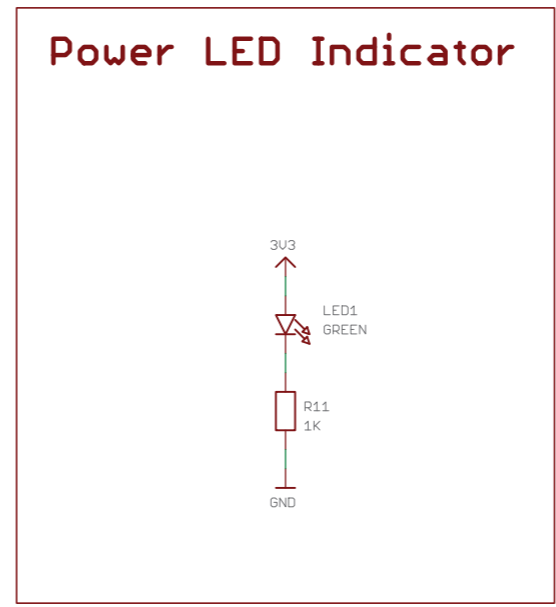 Power LED Indicator
3V3
LED1
GREEN
R11
1K
GND